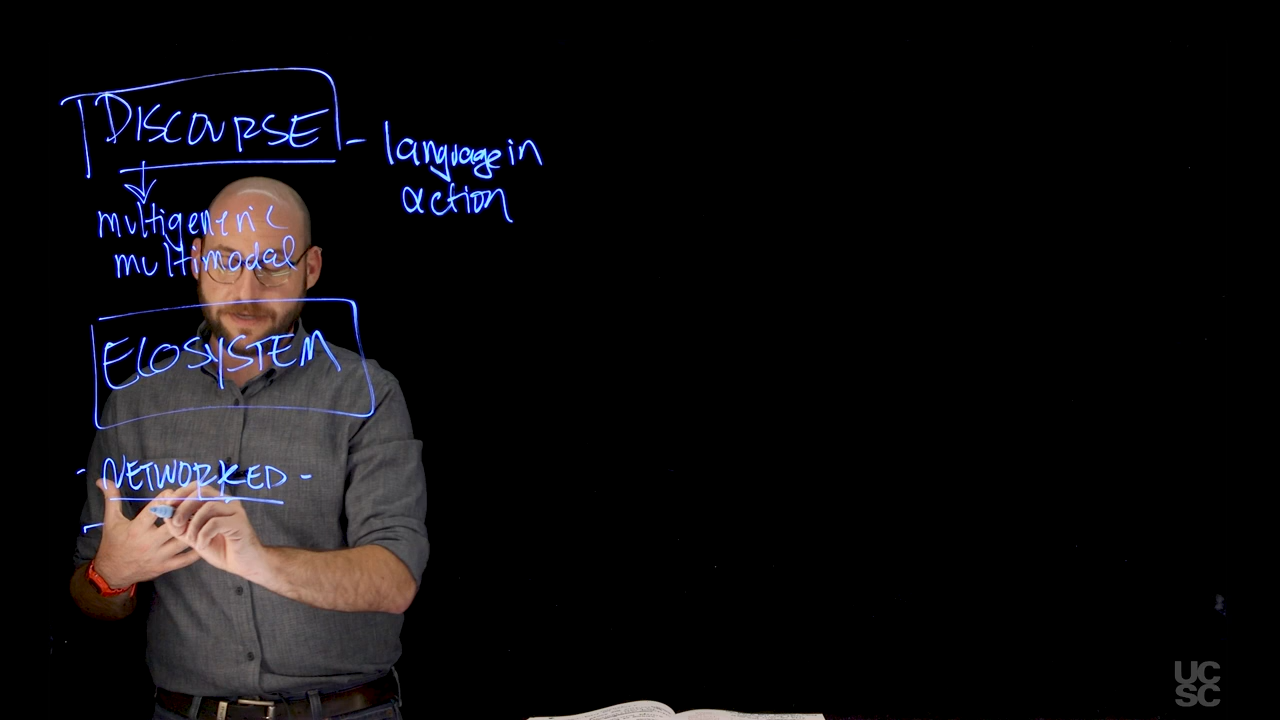 DISCOURSE - language in
action
multigeneric
multimodal
ECOSYSTEM
- NETWORKED -
-
UC
SC